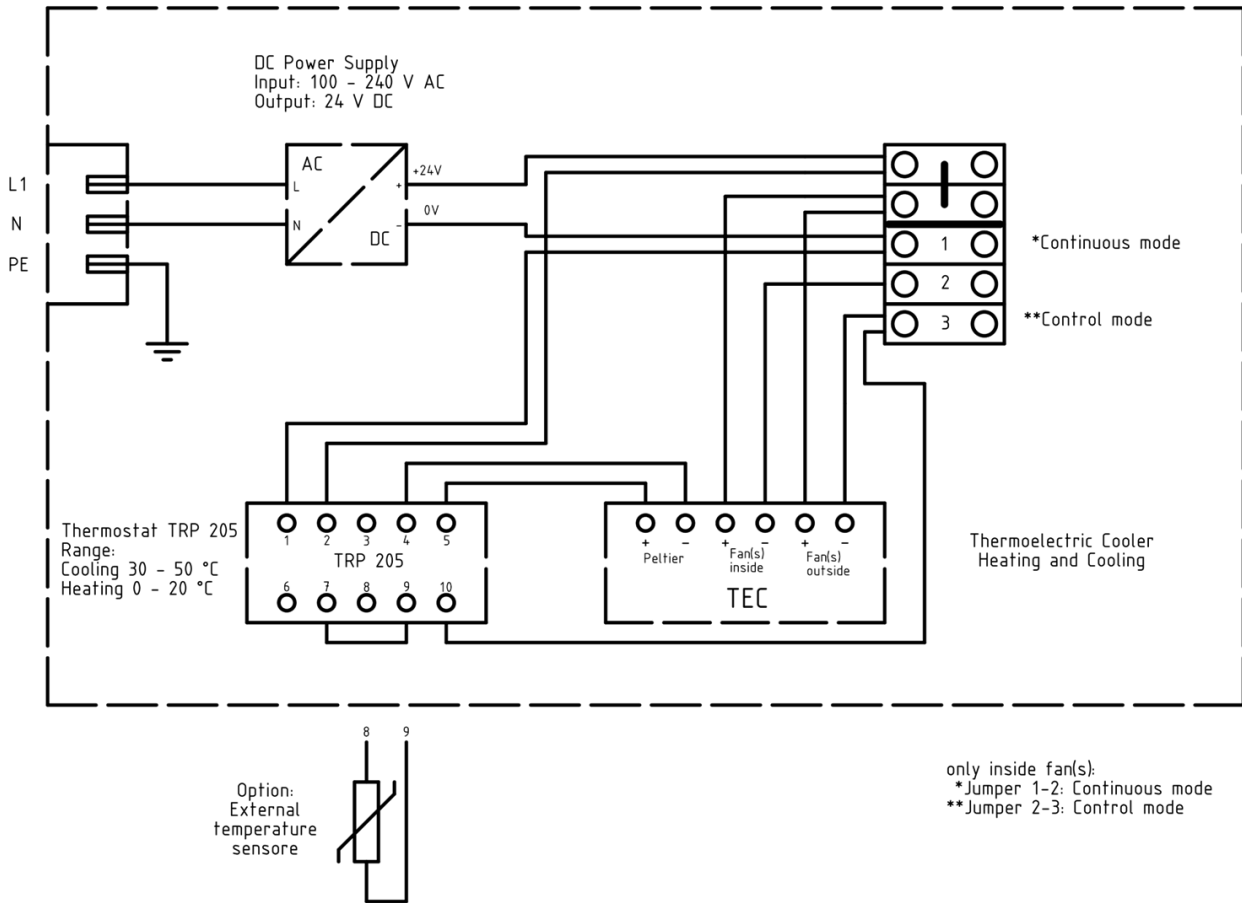 DC Power Supply
Input: 100 - 240 V AC
Output: 24 V DC
L1
N
PE
AC
L
N
+
-
DC
+24V
0V
1
2
3
*Continuous mode
**Control mode
Thermostat TRP 205
Range:
Cooling 30 - 50 °C
Heating 0 - 20 °C
1 2 3 4 5
TRP 205
6 7 8 9 10
+ - + - + -
Peltier
Fan(s)
inside
Fan(s)
outside
TEC
Thermoelectric Cooler
Heating and Cooling
8 9
Option:
External
temperature
sensore
only inside fan(s):
*Jumper 1-2: Continuous mode
**Jumper 2-3: Control mode